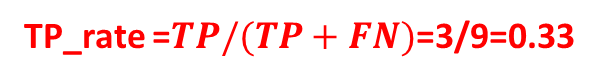 TP_rate =TP/(TP + FN)=3/9=0.33